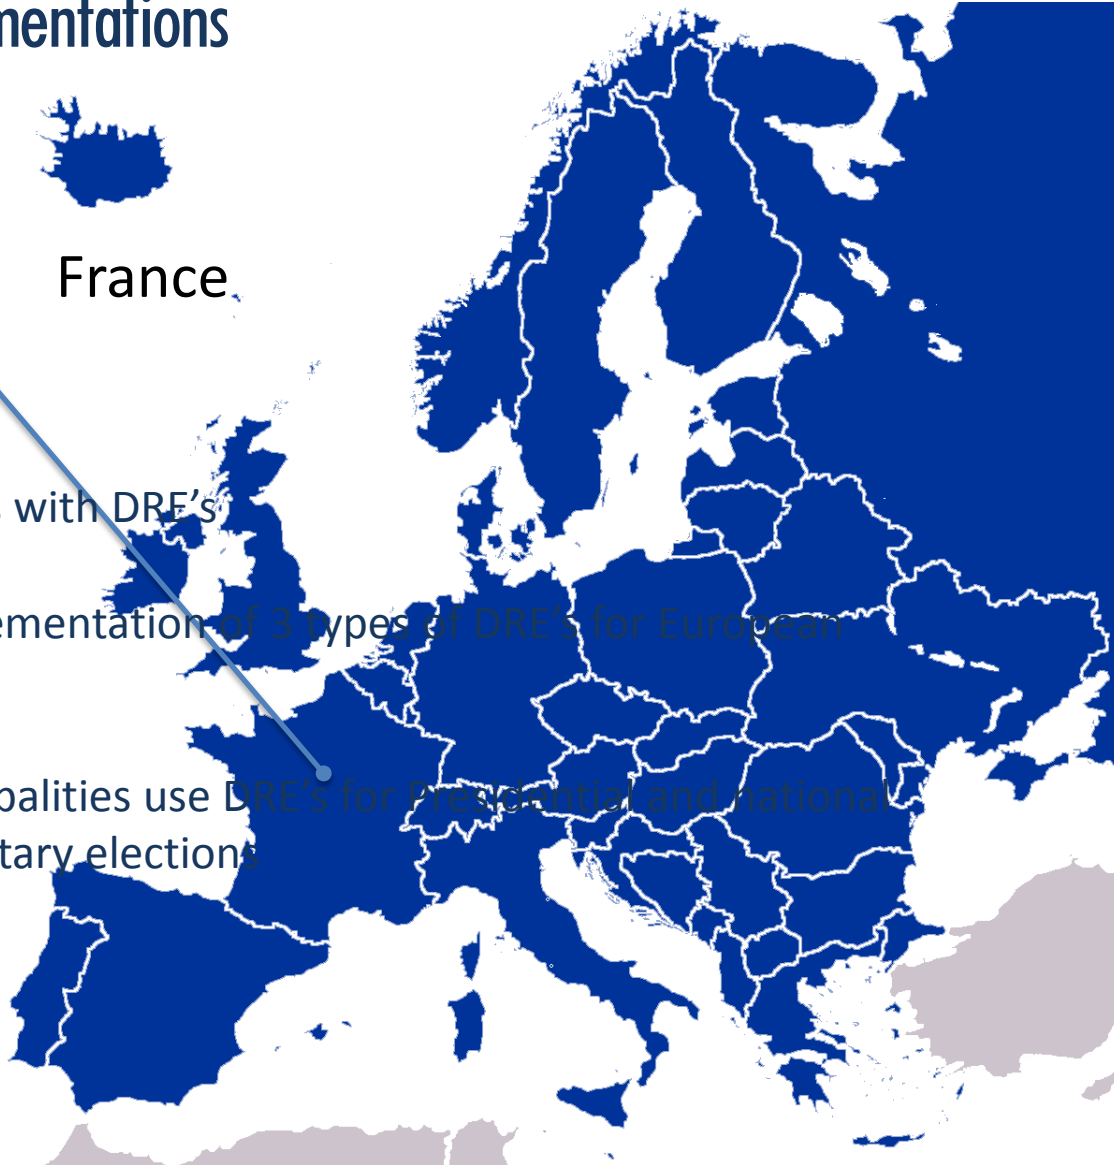 mentations
France
s with DRE's
ementation of 3 types of DRE's for European
palities use DRE's for Presidential and national
tary elections